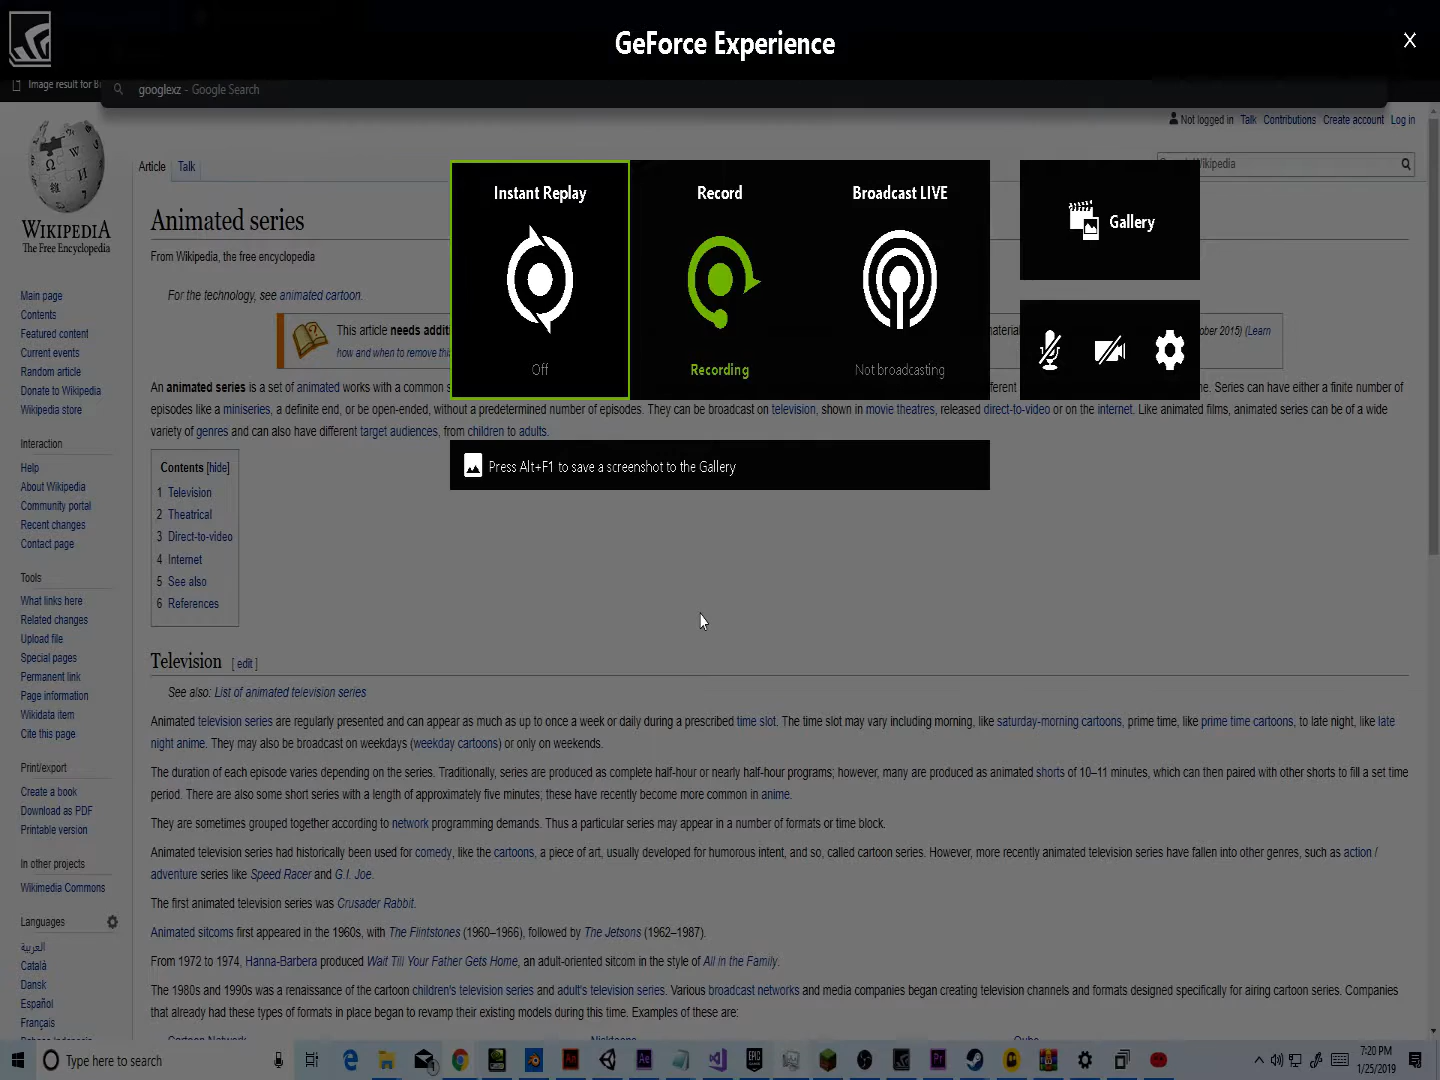 GeForce Experience
X
Image result for B
googlexz - Google Search
Not logged in Talk Contributions Create account Log in
Article Talk
Wikipedia
WIKIPEDIA
The Free Encyclopedia
Animated series
From Wikipedia, the free encyclopedia
For the technology, see animated cartoon.
Instant Replay
Off
Record
Recording
Broadcast LIVE
Not broadcasting
Gallery
Press Alt+F1 to save a screenshot to the Gallery
This article needs additi
material
ober 2015) (Learn
how and when to remove this
An animated series is a set of animated works with a common s
different
e. Series can have either a finite number of
episodes like a miniseries, a definite end, or be open-ended, without a predetermined number of episodes. They can be broadcast on television, shown in movie theatres, released direct-to-video or on the internet. Like animated films, animated series can be of a wide
variety of genres and can also have different target audiences, from children to adults.
Contents [hide]
1 Television
2 Theatrical
3 Direct-to-video
4 Internet
5 See also
6 References
Main page
Contents
Featured content
Current events
Random article
Donate to Wikipedia
Wikipedia store
Interaction
Help
About Wikipedia
Community portal
Recent changes
Contact page
Tools
What links here
Related changes
Upload file
Special pages
Permanent link
Page information
Wikidata item
Cite this page
Print/export
Create a book
Download as PDF
Printable version
In other projects
Wikimedia Commons
Languages
العربية
Català
Dansk
Español
Français
Television [ edit ]
See also: List of animated television series
Animated television series are regularly presented and can appear as much as up to once a week or daily during a prescribed time slot. The time slot may vary including morning, like saturday-morning cartoons, prime time, like prime time cartoons, to late night, like late
night anime. They may also be broadcast on weekdays (weekday cartoons) or only on weekends.
The duration of each episode varies depending on the series. Traditionally, series are produced as complete half-hour or nearly half-hour programs; however, many are produced as animated shorts of 10–11 minutes, which can then paired with other shorts to fill a set time
period. There are also some short series with a length of approximately five minutes; these have recently become more common in anime.
They are sometimes grouped together according to network programming demands. Thus a particular series may appear in a number of formats or time block.
Animated television series had historically been used for comedy, like the cartoons, a piece of art, usually developed for humorous intent, and so, called cartoon series. However, more recently animated television series have fallen into other genres, such as action /
adventure series like Speed Racer and G.I. Joe.
The first animated television series was Crusader Rabbit.
Animated sitcoms first appeared in the 1960s, with The Flintstones (1960–1966), followed by The Jetsons (1962–1987).
From 1972 to 1974, Hanna-Barbera produced Wait Till Your Father Gets Home, an adult-oriented sitcom in the style of All in the Family.
The 1980s and 1990s was a renaissance of the cartoon children's television series and adult's television series. Various broadcast networks and media companies began creating television channels and formats designed specifically for airing cartoon series. Companies
that already had these types of formats in place began to revamp their existing models during this time. Examples of these are:
Cartoon Network
Nicktoons
Qubo
Type here to search
1
An
Ae
EPIC
Pr
7:20 PM
1/25/2019